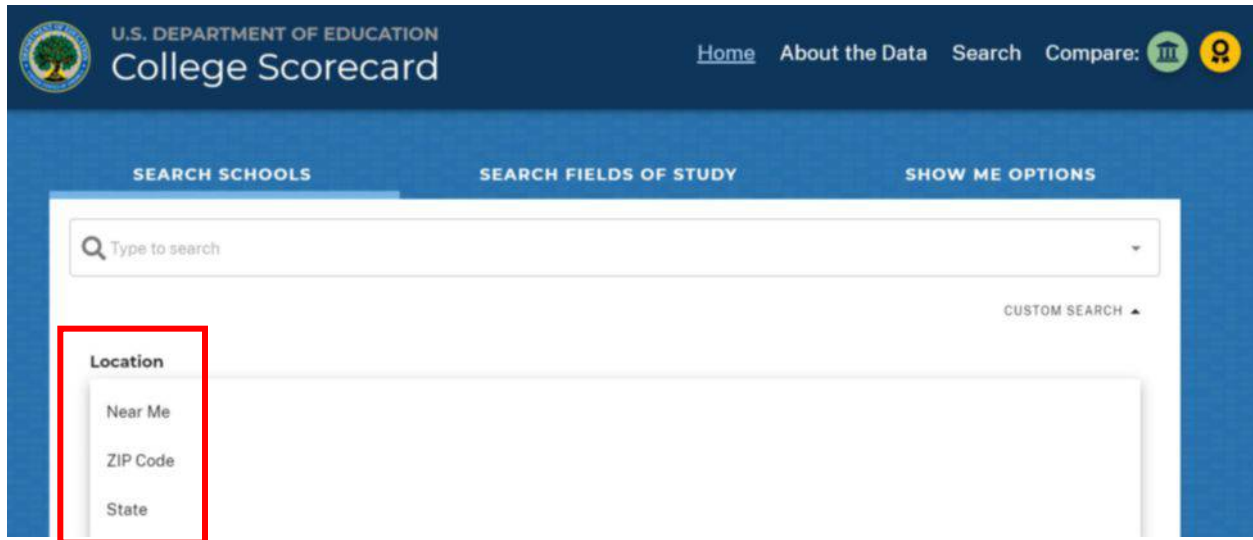 U.S. DEPARTMENT OF EDUCATION
College Scorecard
Home About the Data Search Compare:
SEARCH SCHOOLS SEARCH FIELDS OF STUDY SHOW ME OPTIONS
Type to search
CUSTOM SEARCH
Location
Near Me
ZIP Code
State